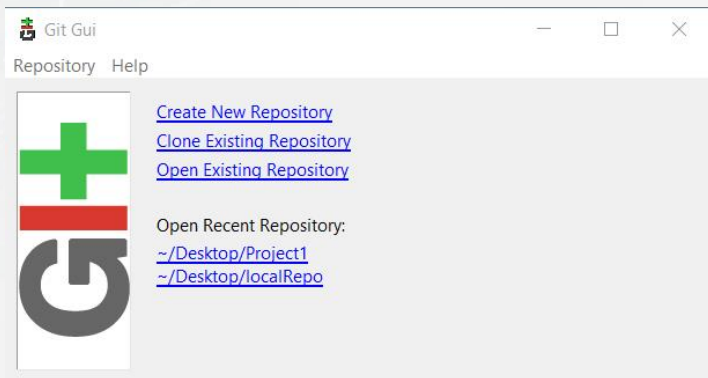 Git Gui
Repository Help
Create New Repository
Clone Existing Repository
Open Existing Repository
Open Recent Repository:
~/Desktop/Project1
~/Desktop/localRepo
Git